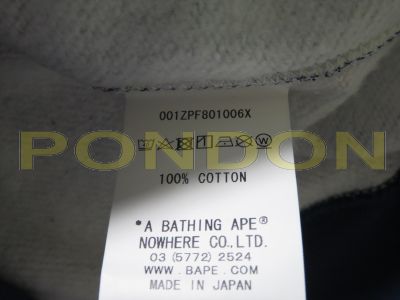 001ZPF801006X
PONDON
100% COTTON
*A BATHING APE®
NOWHERE CO.,LTD.
03 (5772) 2524
WWW.BAPE.COM
MADE IN JAPAN